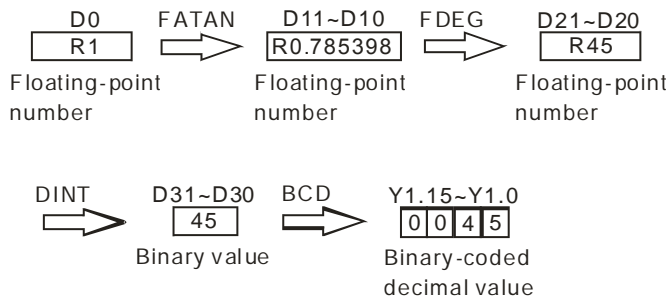 D0 FATAN D11~D10 FDEG D21~D20
R1 R0.785398 R45
Floating-point Floating-point Floating-point
number number number
DINT D31~D30 BCD Y1.15~Y1.0
45 0 0 4 5
Binary value Binary-coded
decimal value